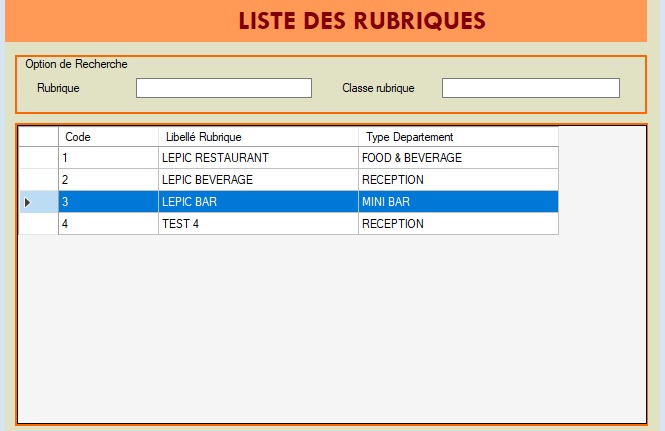 LISTE DES RUBRIQUES
Option de Recherche
Rubrique Classe rubrique
Code Libellé Rubrique Type Departement
1 LEPIC RESTAURANT FOOD & BEVERAGE
2 LEPIC BEVERAGE RECEPTION
3 LEPIC BAR MINI BAR
4 TEST 4 RECEPTION